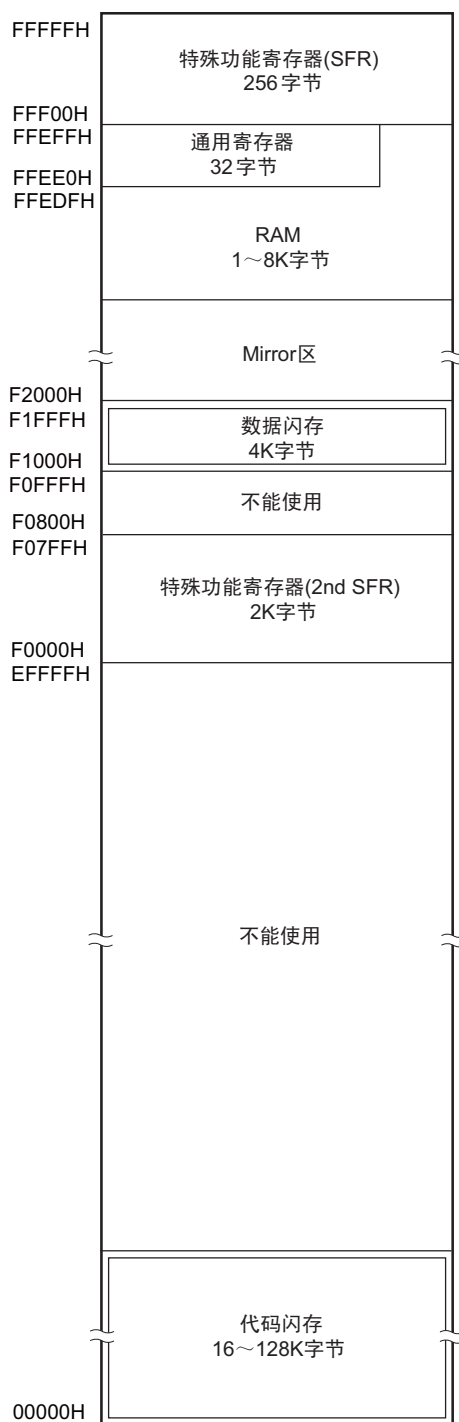 FFFFFH
特殊功能寄存器(SFR)
256字节
FFF00H
FFEFFH
通用寄存器
32字节
FFEE0H
FFEDFH
RAM
1～8K字节
Mirror区
F2000H
F1FFFH
数据闪存
4K字节
F1000H
F0FFFH
不能使用
F0800H
F07FFH
特殊功能寄存器(2nd SFR)
2K字节
F0000H
EFFFFH
不能使用
代码闪存
16～128K字节
00000H